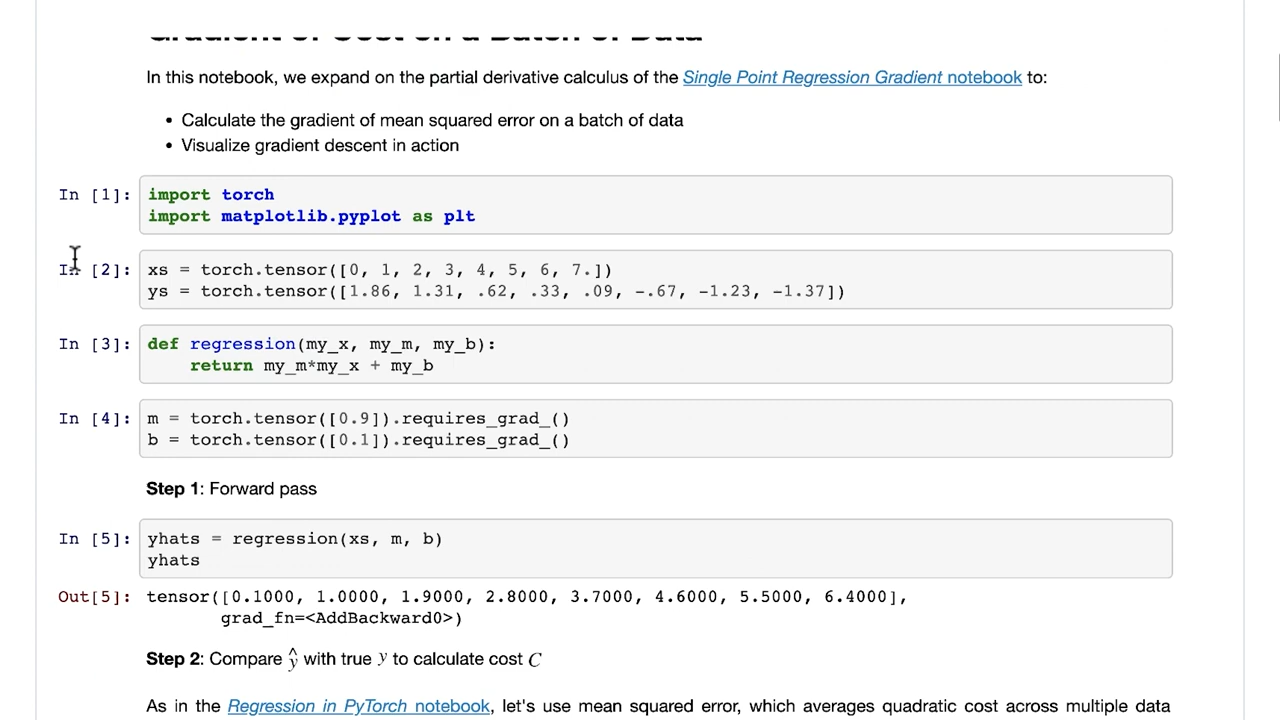 Gradient of Cost on a Batch of Data
In this notebook, we expand on the partial derivative calculus of the Single Point Regression Gradient notebook to:
• Calculate the gradient of mean squared error on a batch of data
• Visualize gradient descent in action
In [1]: import torch
import matplotlib.pyplot as plt
In [2]: xs = torch.tensor([0, 1, 2, 3, 4, 5, 6, 7.])
ys = torch.tensor([1.86, 1.31, .62, .33, .09, -.67, -1.23, -1.37])
In [3]: def regression(my_x, my_m, my_b):
return my_m*my_x + my_b
In [4]: m = torch.tensor([0.9]).requires_grad_()
b = torch.tensor([0.1]).requires_grad_()
Step 1: Forward pass
In [5]: yhats = regression(xs, m, b)
yhats
Out[5]: tensor([0.1000, 1.0000, 1.9000, 2.8000, 3.7000, 4.6000, 5.5000, 6.4000],
grad_fn=<AddBackward0>)
Step 2: Compare ŷ with true y to calculate cost C
As in the Regression in PyTorch notebook, let's use mean squared error, which averages quadratic cost across multiple data